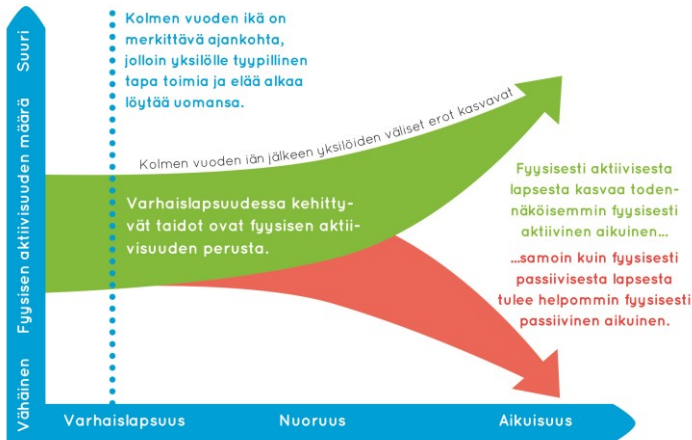 Kolmen vuoden ikä on
merkittävä ajankohta,
jolloin yksilölle tyypillinen
tapa toimia ja elää alkaa
löytää uomansa.
Vähäinen Fyysisen aktiivisuuden määrä Suuri
Kolmen vuoden iän jälkeen yksilöiden väliset erot kasvavat
Varhaislapsuudessa kehitty-
vät taidot ovat fyysisen aktii-
visuuden perusta.
Fyysisesti aktiivisesta
lapsesta kasvaa toden-
näköisemmin fyysisesti
aktiivinen aikuinen...
...samoin kuin fyysisesti
passiivisesta lapsesta
tulee helpommin fyysisesti
passiivinen aikuinen.
Varhaislapsuus Nuoruus Aikuisuus